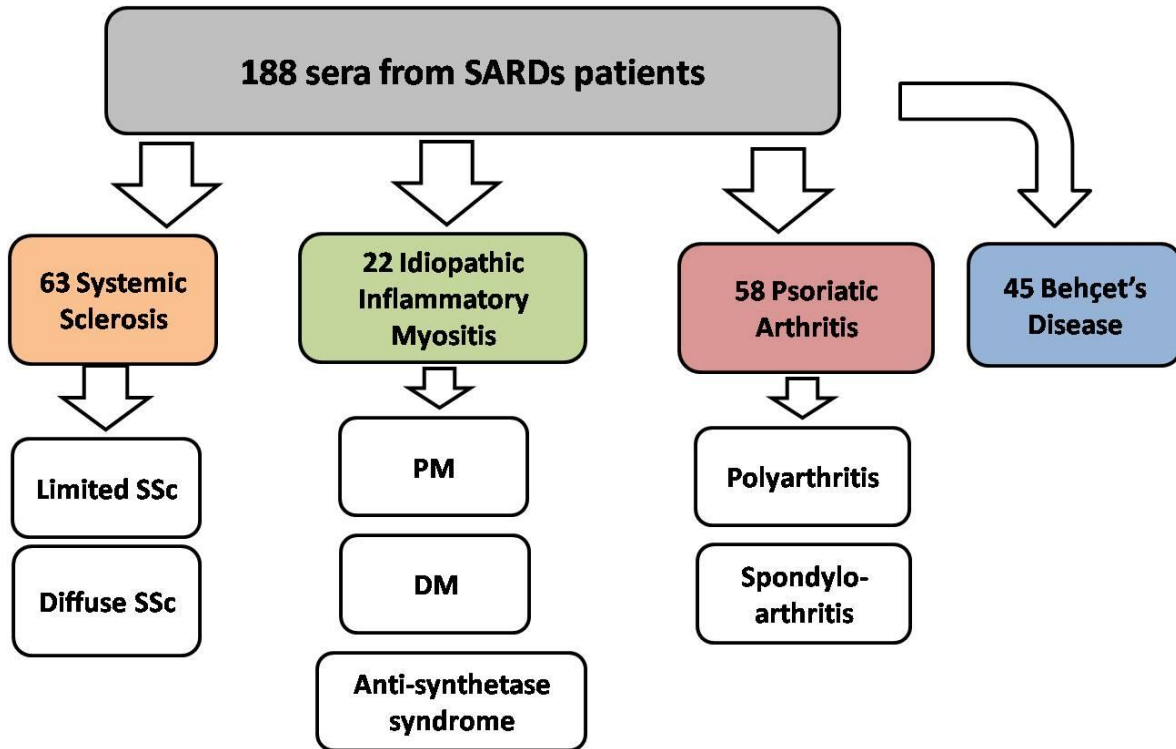 188 sera from SARDs patients
63 Systemic
Sclerosis
22 Idiopathic
Inflammatory
Myositis
58 Psoriatic
Arthritis
45 Behçet's
Disease
Limited SSc
Diffuse SSc
PM
DM
Anti-synthetase
syndrome
Polyarthritis
Spondylo-
arthritis